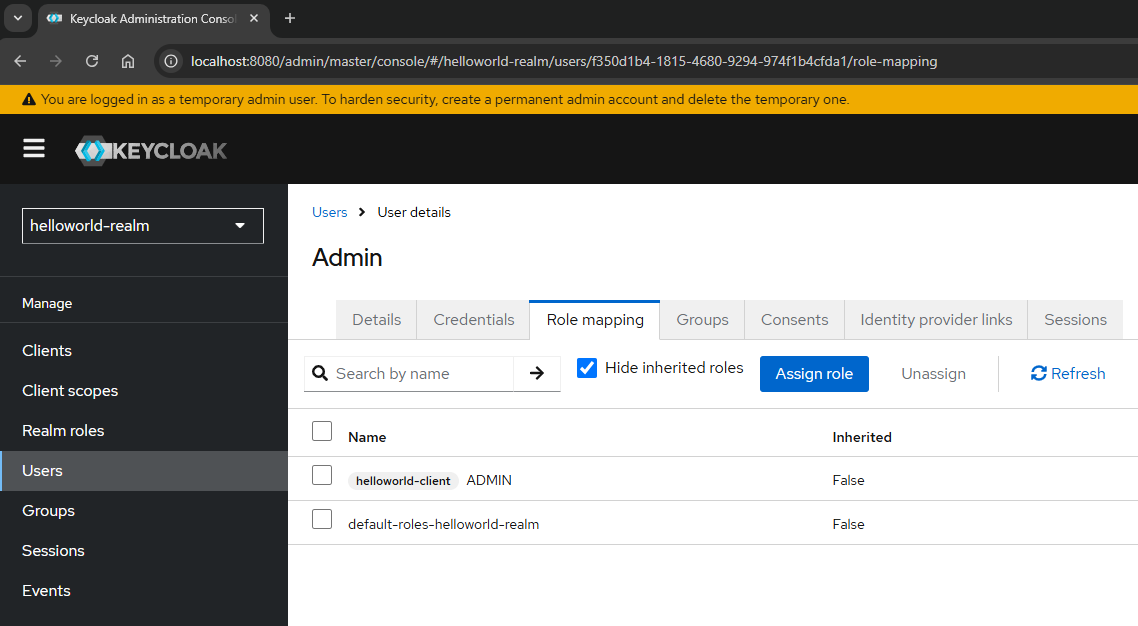 Keycloak Administration Conso
localhost:8080/admin/master/console/#/helloworld-realm/users/f350d1b4-1815-4680-9294-974f1b4cfda1/role-mapping
You are logged in as a temporary admin user. To harden security, create a permanent admin account and delete the temporary one.
KEYCLOAK
helloworld-realm
Manage
Clients
Client scopes
Realm roles
Users
Groups
Sessions
Events
Users > User details
Admin
Details Credentials Role mapping Groups Consents Identity provider links Sessions
Search by name Hide inherited roles Assign role Unassign Refresh
Name Inherited
helloworld-client ADMIN False
default-roles-helloworld-realm False